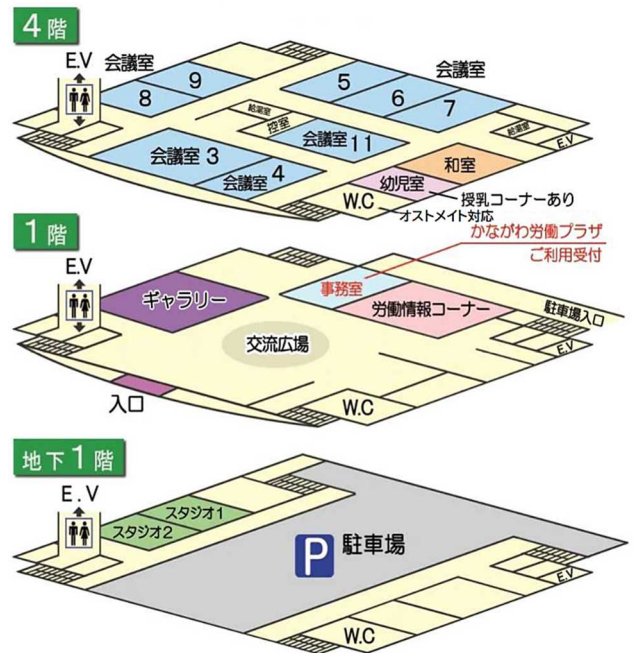 4階
E.V
会議室
9
8
会議室
5
6
7
給湯室
控室
会議室 11
給湯室
E.V
会議室 3
会議室 4
和室
幼児室
授乳コーナーあり
W.C
オストメイト対応
1階
かながわ労働プラザ
ご利用受付
E.V
ギャラリー
事務室
労働情報コーナー
駐車場入口
交流広場
E.V
入口
W.C
地下1階
E.V
スタジオ1
スタジオ2
P 駐車場
E.V
W.C